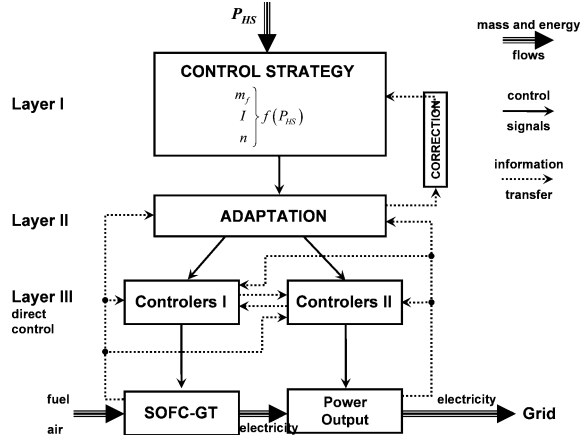 P_HS
mass and energy
flows
CONTROL STRATEGY
m_f
I
n
} f(P_HS)
Layer I
CORRECTION
control
signals
information
transfer
Layer II
ADAPTATION
Layer III
direct
control
Controlers I
Controlers II
fuel
air
SOFC-GT
electricity
Power
Output
electricity
Grid